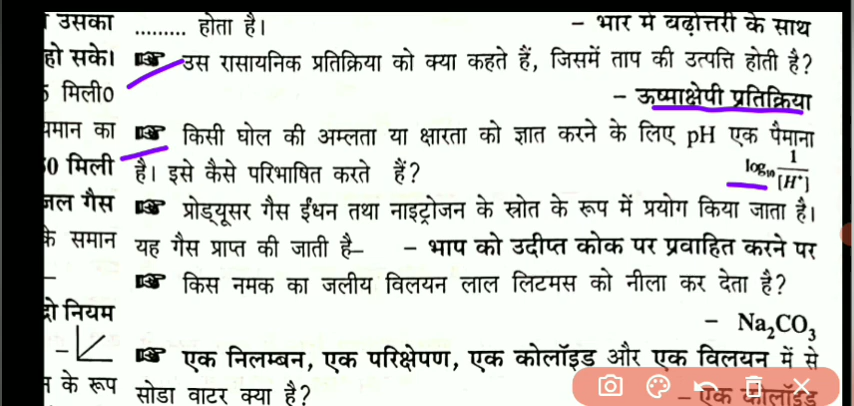 उसका
हो सके।
मिली०
मान का
0 मिली
जल गैस
के समान
दो नियम
के रूप
......... होता है।
– भार में बढ़ोत्तरी के साथ
☞ उस रासायनिक प्रतिक्रिया को क्या कहते हैं, जिसमें ताप की उत्पत्ति होती है?
– ऊष्माक्षेपी प्रतिक्रिया
☞ किसी घोल की अम्लता या क्षारता को ज्ञात करने के लिए pH एक पैमाना
है। इसे कैसे परिभाषित करते हैं? log₁₀ 1/[H⁺]
☞ प्रोड्यूसर गैस ईंधन तथा नाइट्रोजन के स्रोत के रूप में प्रयोग किया जाता है।
यह गैस प्राप्त की जाती है– – भाप को उदीप्त कोक पर प्रवाहित करने पर
☞ किस नमक का जलीय विलयन लाल लिटमस को नीला कर देता है?
– Na₂CO₃
☞ एक निलम्बन, एक परिक्षेपण, एक कोलॉइड और एक विलयन में से
सोडा वाटर क्या है? – एक कोलॉइड